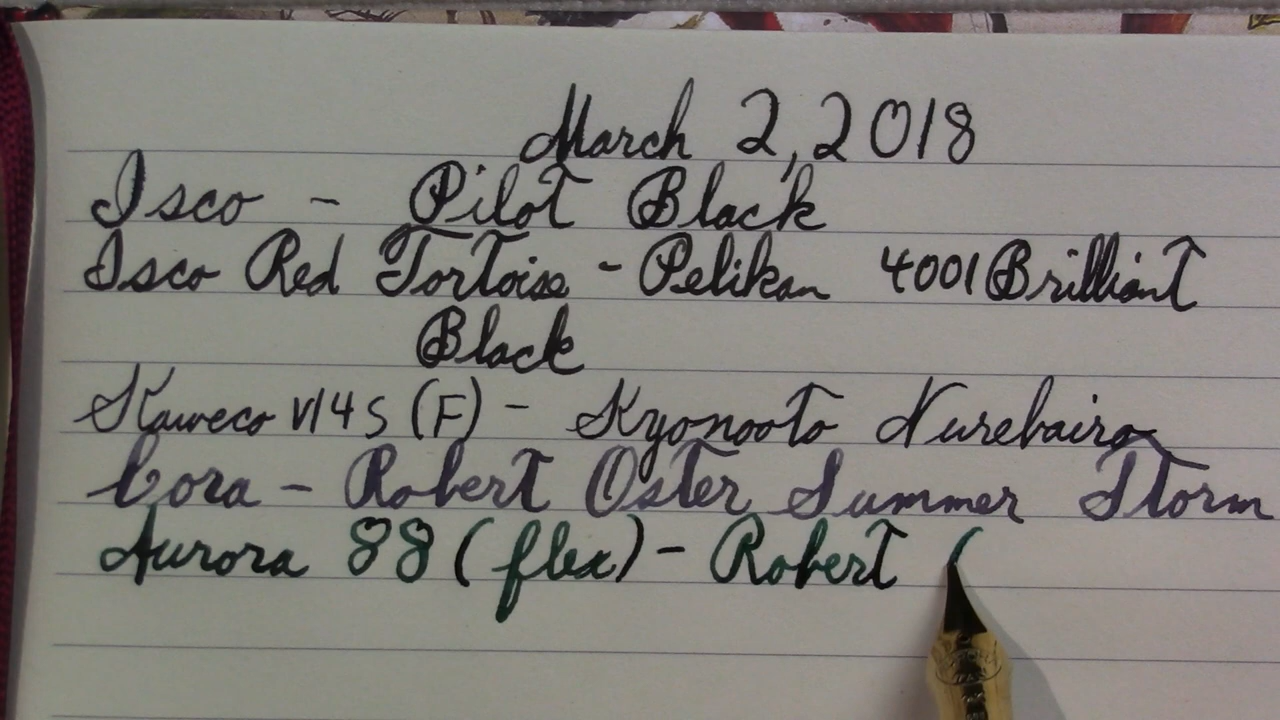 March 2, 2018
Isco - Pilot Black
Isco Red Tortoise - Pelikan 4001 Brilliant
Black
Kaweco V14S (F) - Kyonooto Nurebairo
Cora - Robert Oster Summer Storm
Aurora 88 (flex) - Robert